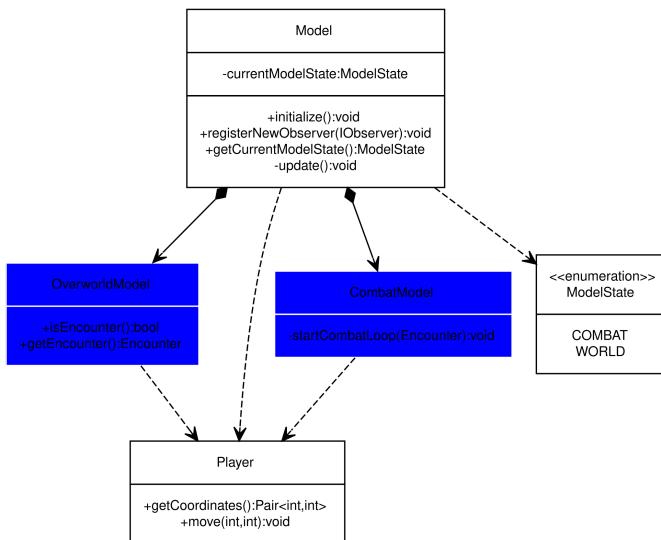 Model
-currentModelState:ModelState
+initialize():void
+registerNewObserver(IObserver):void
+getCurrentModelState():ModelState
-update():void
OverworldModel
+isEncounter():bool
+getEncounter():Encounter
CombatModel
-startCombatLoop(Encounter):void
<<enumeration>>
ModelState
COMBAT
WORLD
Player
+getCoordinates():Pair<int,int>
+move(int,int):void